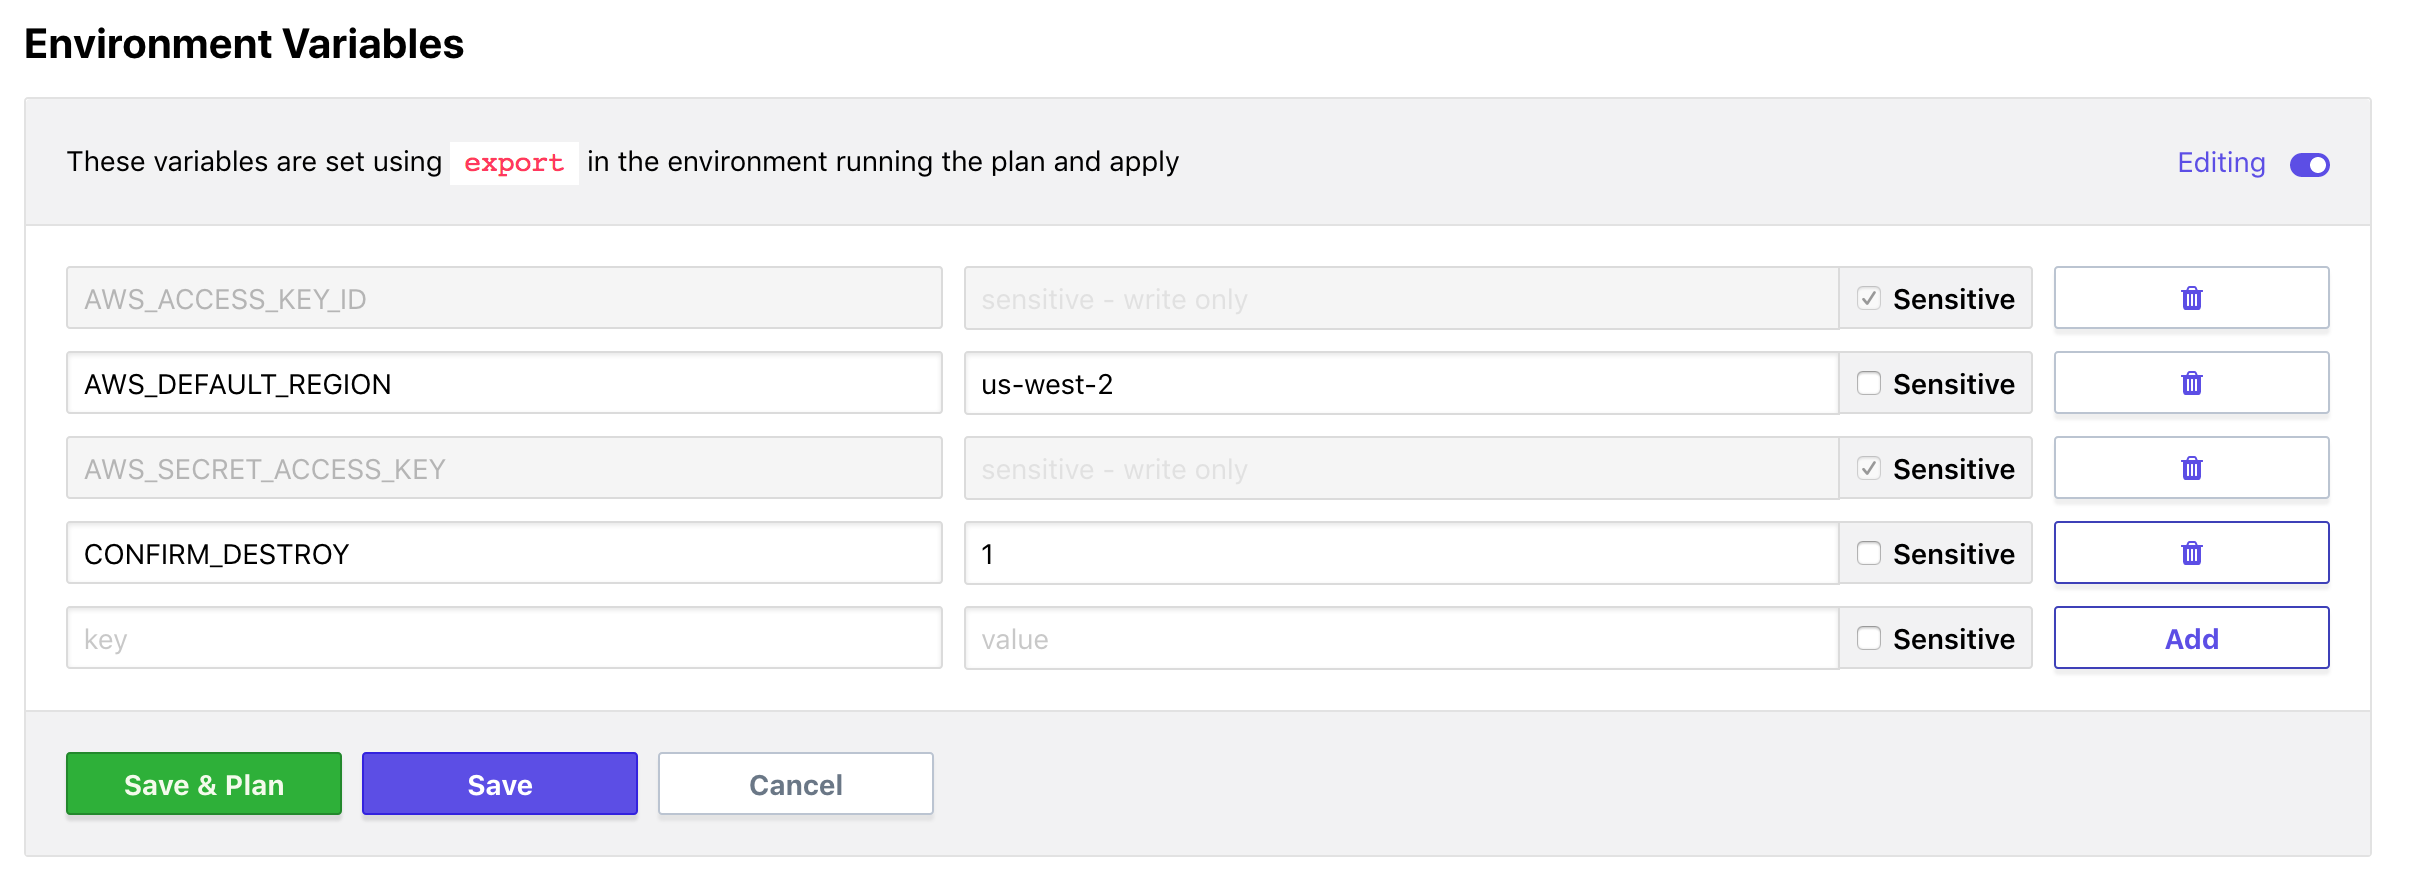 Environment Variables
These variables are set using export in the environment running the plan and apply
Editing
AWS_ACCESS_KEY_ID sensitive - write only Sensitive
AWS_DEFAULT_REGION us-west-2 Sensitive
AWS_SECRET_ACCESS_KEY sensitive - write only Sensitive
CONFIRM_DESTROY 1 Sensitive
key value Sensitive Add
Save & Plan Save Cancel